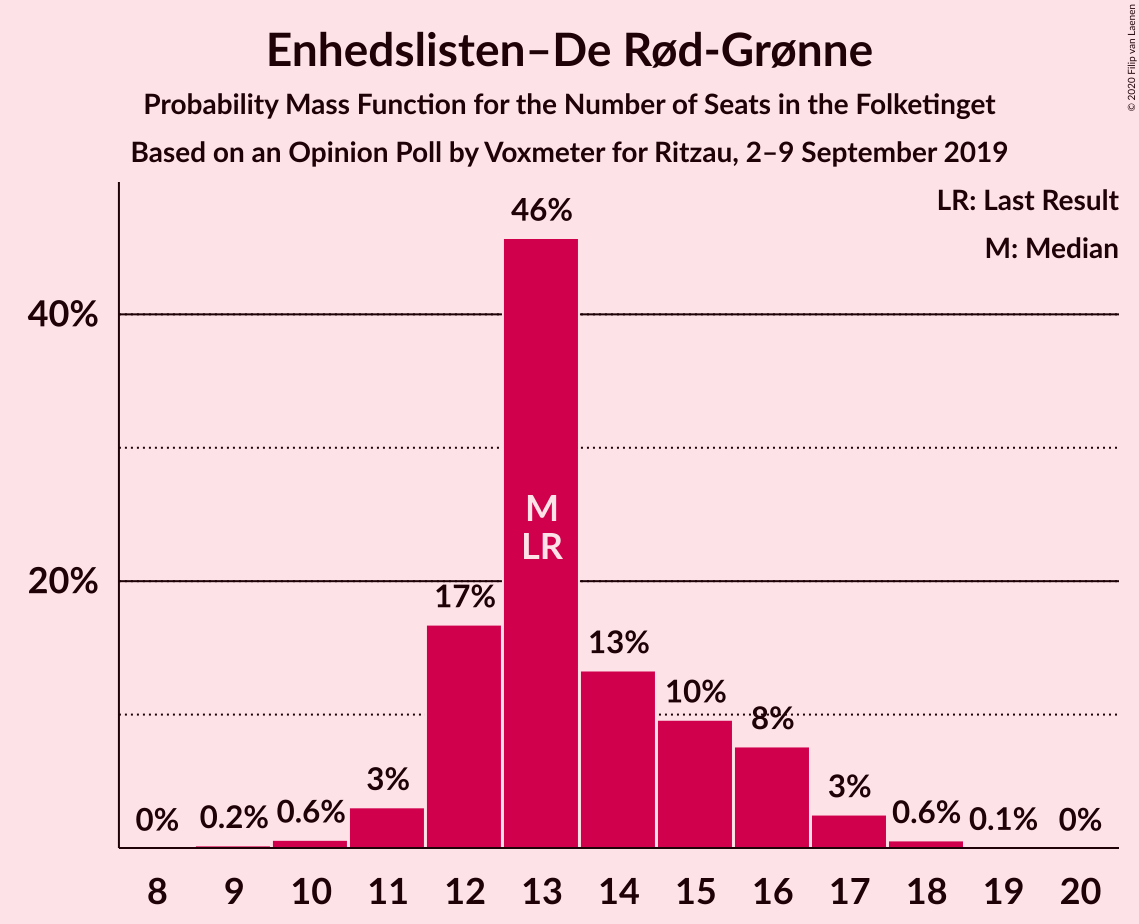 Enhedslisten–De Rød-Grønne
Probability Mass Function for the Number of Seats in the Folketinget
Based on an Opinion Poll by Voxmeter for Ritzau, 2–9 September 2019
© 2020 Filip van Laenen
LR: Last Result
M: Median
46%
40%
M
LR
20%
17%
13%
10%
8%
3%
3%
0% 0.2% 0.6% 0.6% 0.1% 0%
8 9 10 11 12 13 14 15 16 17 18 19 20